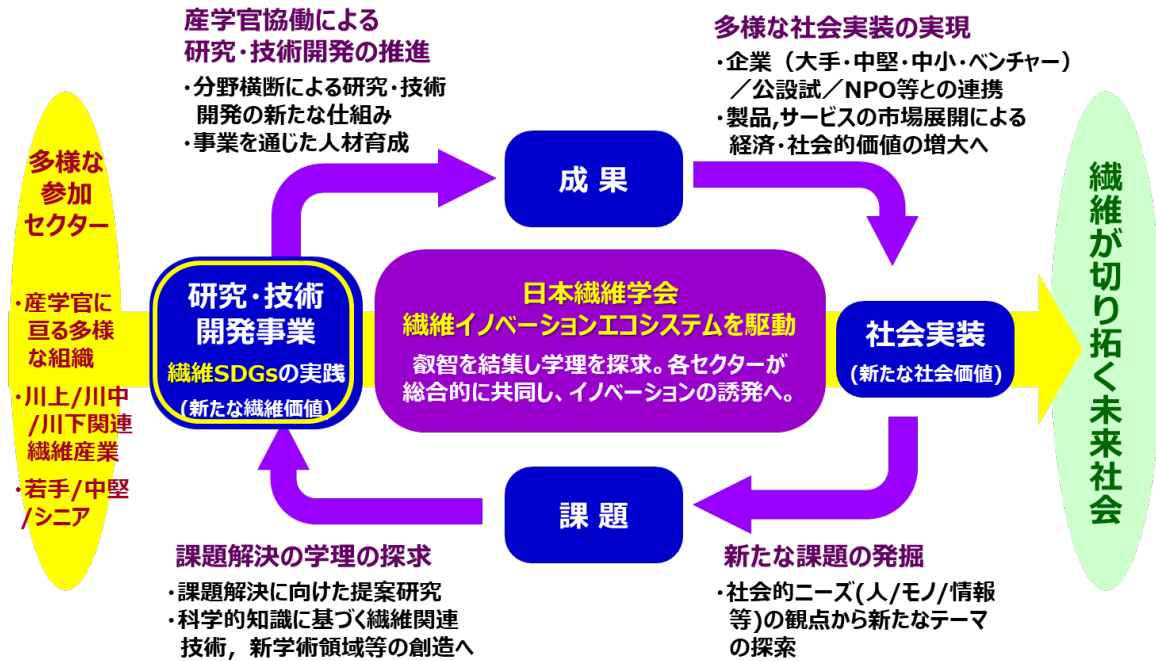 産学官協働による
研究・技術開発の推進
・分野横断による研究・技術
開発の新たな仕組み
・事業を通じた人材育成
多様な社会実装の実現
・企業（大手・中堅・中小・ベンチャー）
／公設試／NPO等との連携
・製品,サービスの市場展開による
経済・社会的価値の増大へ
多様な
参加
セクター
・産学官に
亘る多様
な組織
・川上/川中
/川下関連
繊維産業
・若手/中堅
/シニア
成 果
研究・技術
開発事業
繊維SDGsの実践
(新たな繊維価値)
日本繊維学会
繊維イノベーションエコシステムを駆動
叡智を結集し学理を探求。各セクターが
総合的に共同し、イノベーションの誘発へ。
社会実装
(新たな社会価値)
繊維が切り拓く未来社会
課 題
課題解決の学理の探求
・課題解決に向けた提案研究
・科学的知識に基づく繊維関連
技術，新学術領域等の創造へ
新たな課題の発掘
・社会的ニーズ(人/モノ/情報
等)の観点から新たなテーマ
の探索